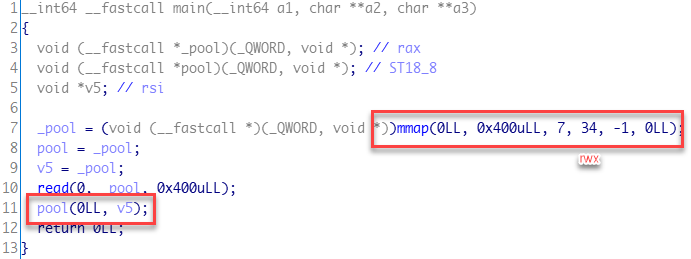 1 __int64 __fastcall main(__int64 a1, char **a2, char **a3)
2 {
3 void (__fastcall *_pool)(_QWORD, void *); // rax
4 void (__fastcall *pool)(_QWORD, void *); // ST18_8
5 void *v5; // rsi
6
7 _pool = (void (__fastcall *)(_QWORD, void *))mmap(0LL, 0x400uLL, 7, 34, -1, 0LL);
rwx
8 pool = _pool;
9 v5 = _pool;
10 read(0, _pool, 0x400uLL);
11 pool(0LL, v5);
12 return 0LL;
13 }